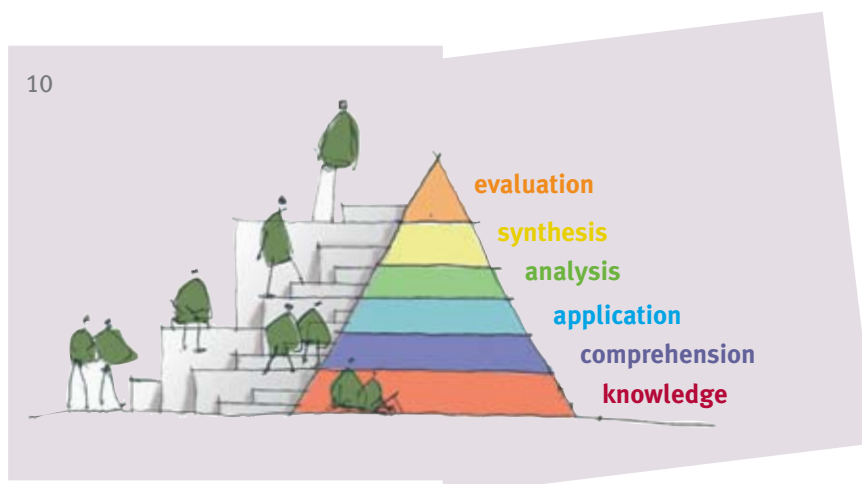 10
evaluation
synthesis
analysis
application
comprehension
knowledge